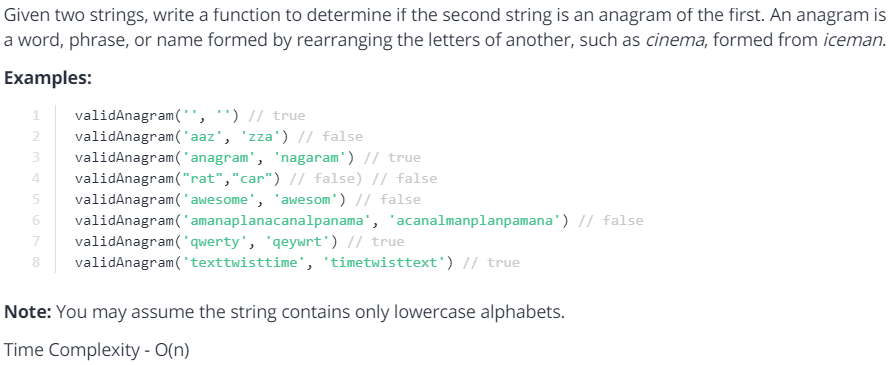 Given two strings, write a function to determine if the second string is an anagram of the first. An anagram is
a word, phrase, or name formed by rearranging the letters of another, such as cinema, formed from iceman.
Examples:
1 validAnagram('', '') // true
2 validAnagram('aaz', 'zza') // false
3 validAnagram('anagram', 'nagaram') // true
4 validAnagram("rat","car") // false) // false
5 validAnagram('awesome', 'awesom') // false
6 validAnagram('amanaplanacanalpanama', 'acanalmanplanpamana') // false
7 validAnagram('qwerty', 'qeywrt') // true
8 validAnagram('texttwisttime', 'timetwisttext') // true
Note: You may assume the string contains only lowercase alphabets.
Time Complexity - O(n)